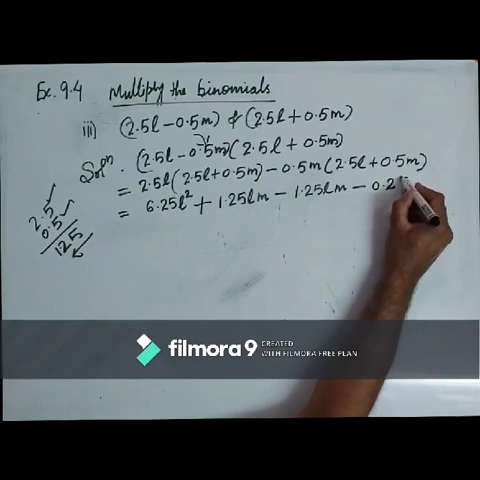 Ex. 9.4 Multiply the binomials
iii) (2.5l - 0.5m) & (2.5l + 0.5m)
Solⁿ. (2.5l - 0.5m)(2.5l + 0.5m)
= 2.5l(2.5l + 0.5m) - 0.5m(2.5l + 0.5m)
= 6.25l² + 1.25lm - 1.25lm - 0.2
2.5
0.5
125
filmora 9 CREATED
WITH FILMORA FREE PLAN